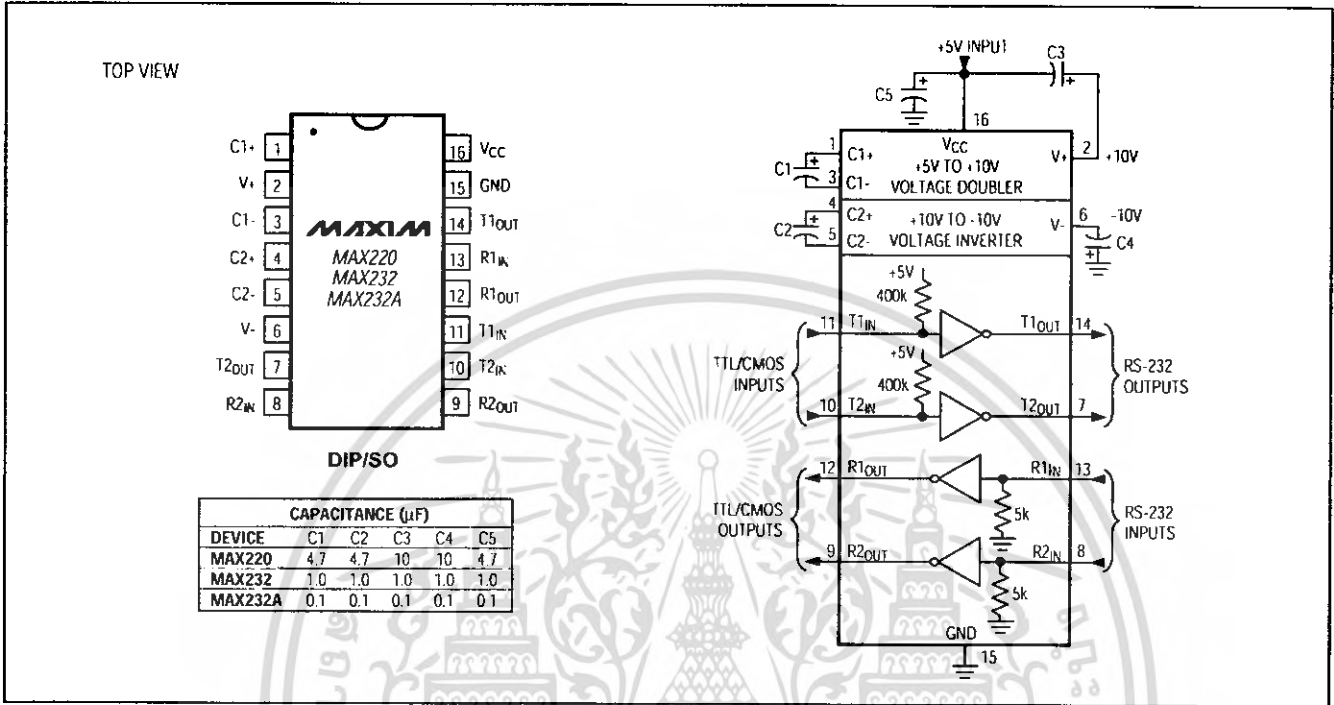 TOP VIEW
C1+ 1
V+ 2
C1- 3
C2+ 4
C2- 5
V- 6
T2OUT 7
R2IN 8
16 VCC
15 GND
14 T1OUT
13 R1IN
12 R1OUT
11 T1IN
10 T2IN
9 R2OUT
MAXIM
MAX220
MAX232
MAX232A
DIP/SO
CAPACITANCE (µF)
DEVICE C1 C2 C3 C4 C5
MAX220 4.7 4.7 10 10 4.7
MAX232 1.0 1.0 1.0 1.0 1.0
MAX232A 0.1 0.1 0.1 0.1 0.1
+5V INPUT
C3
+
C5
+
16
VCC
+5V TO +10V
VOLTAGE DOUBLER
1
C1+
C1
+
3
C1-
V+
2
+10V
4
C2+
C2
+
5
C2-
+10V TO -10V
VOLTAGE INVERTER
V-
6
-10V
C4
+
+5V
400k
11 T1IN
T1OUT 14
+5V
400k
10 T2IN
T2OUT 7
TTL/CMOS
INPUTS
RS-232
OUTPUTS
12 R1OUT
R1IN 13
5k
9 R2OUT
R2IN 8
5k
TTL/CMOS
OUTPUTS
RS-232
INPUTS
GND
15